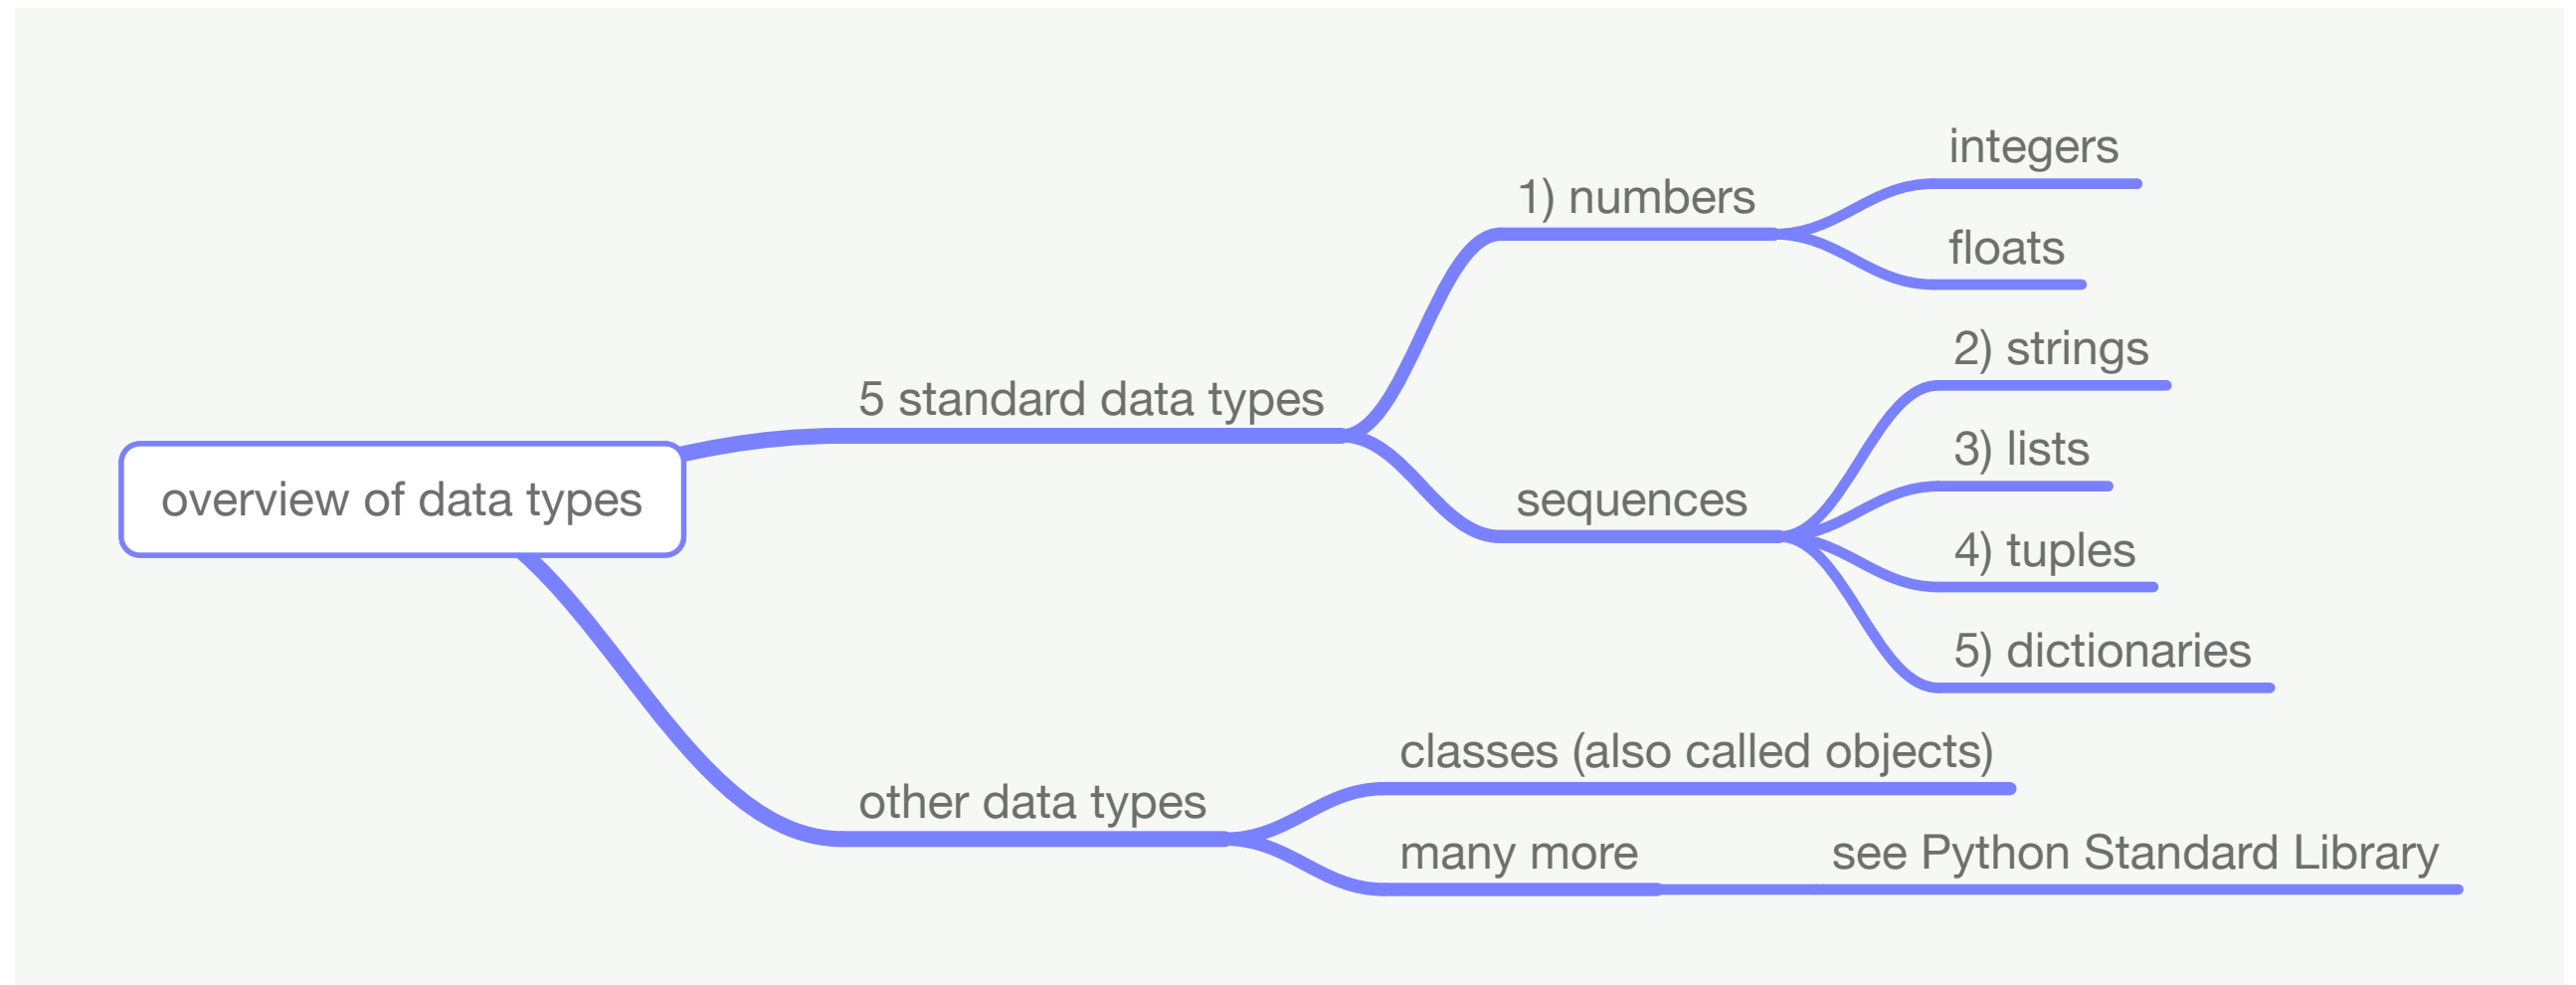 overview of data types
5 standard data types
1) numbers
integers
floats
sequences
2) strings
3) lists
4) tuples
5) dictionaries
other data types
classes (also called objects)
many more
see Python Standard Library